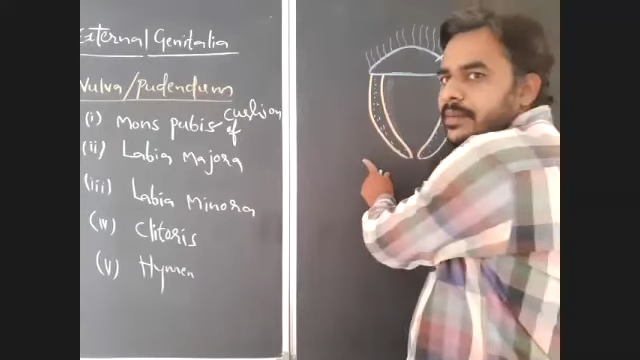 External Genitalia
Vulva/pudendum
(i) Mons pubis cushion of
(ii) Labia Majora
(iii) Labia Minora
(iv) Clitoris
(v) Hymen